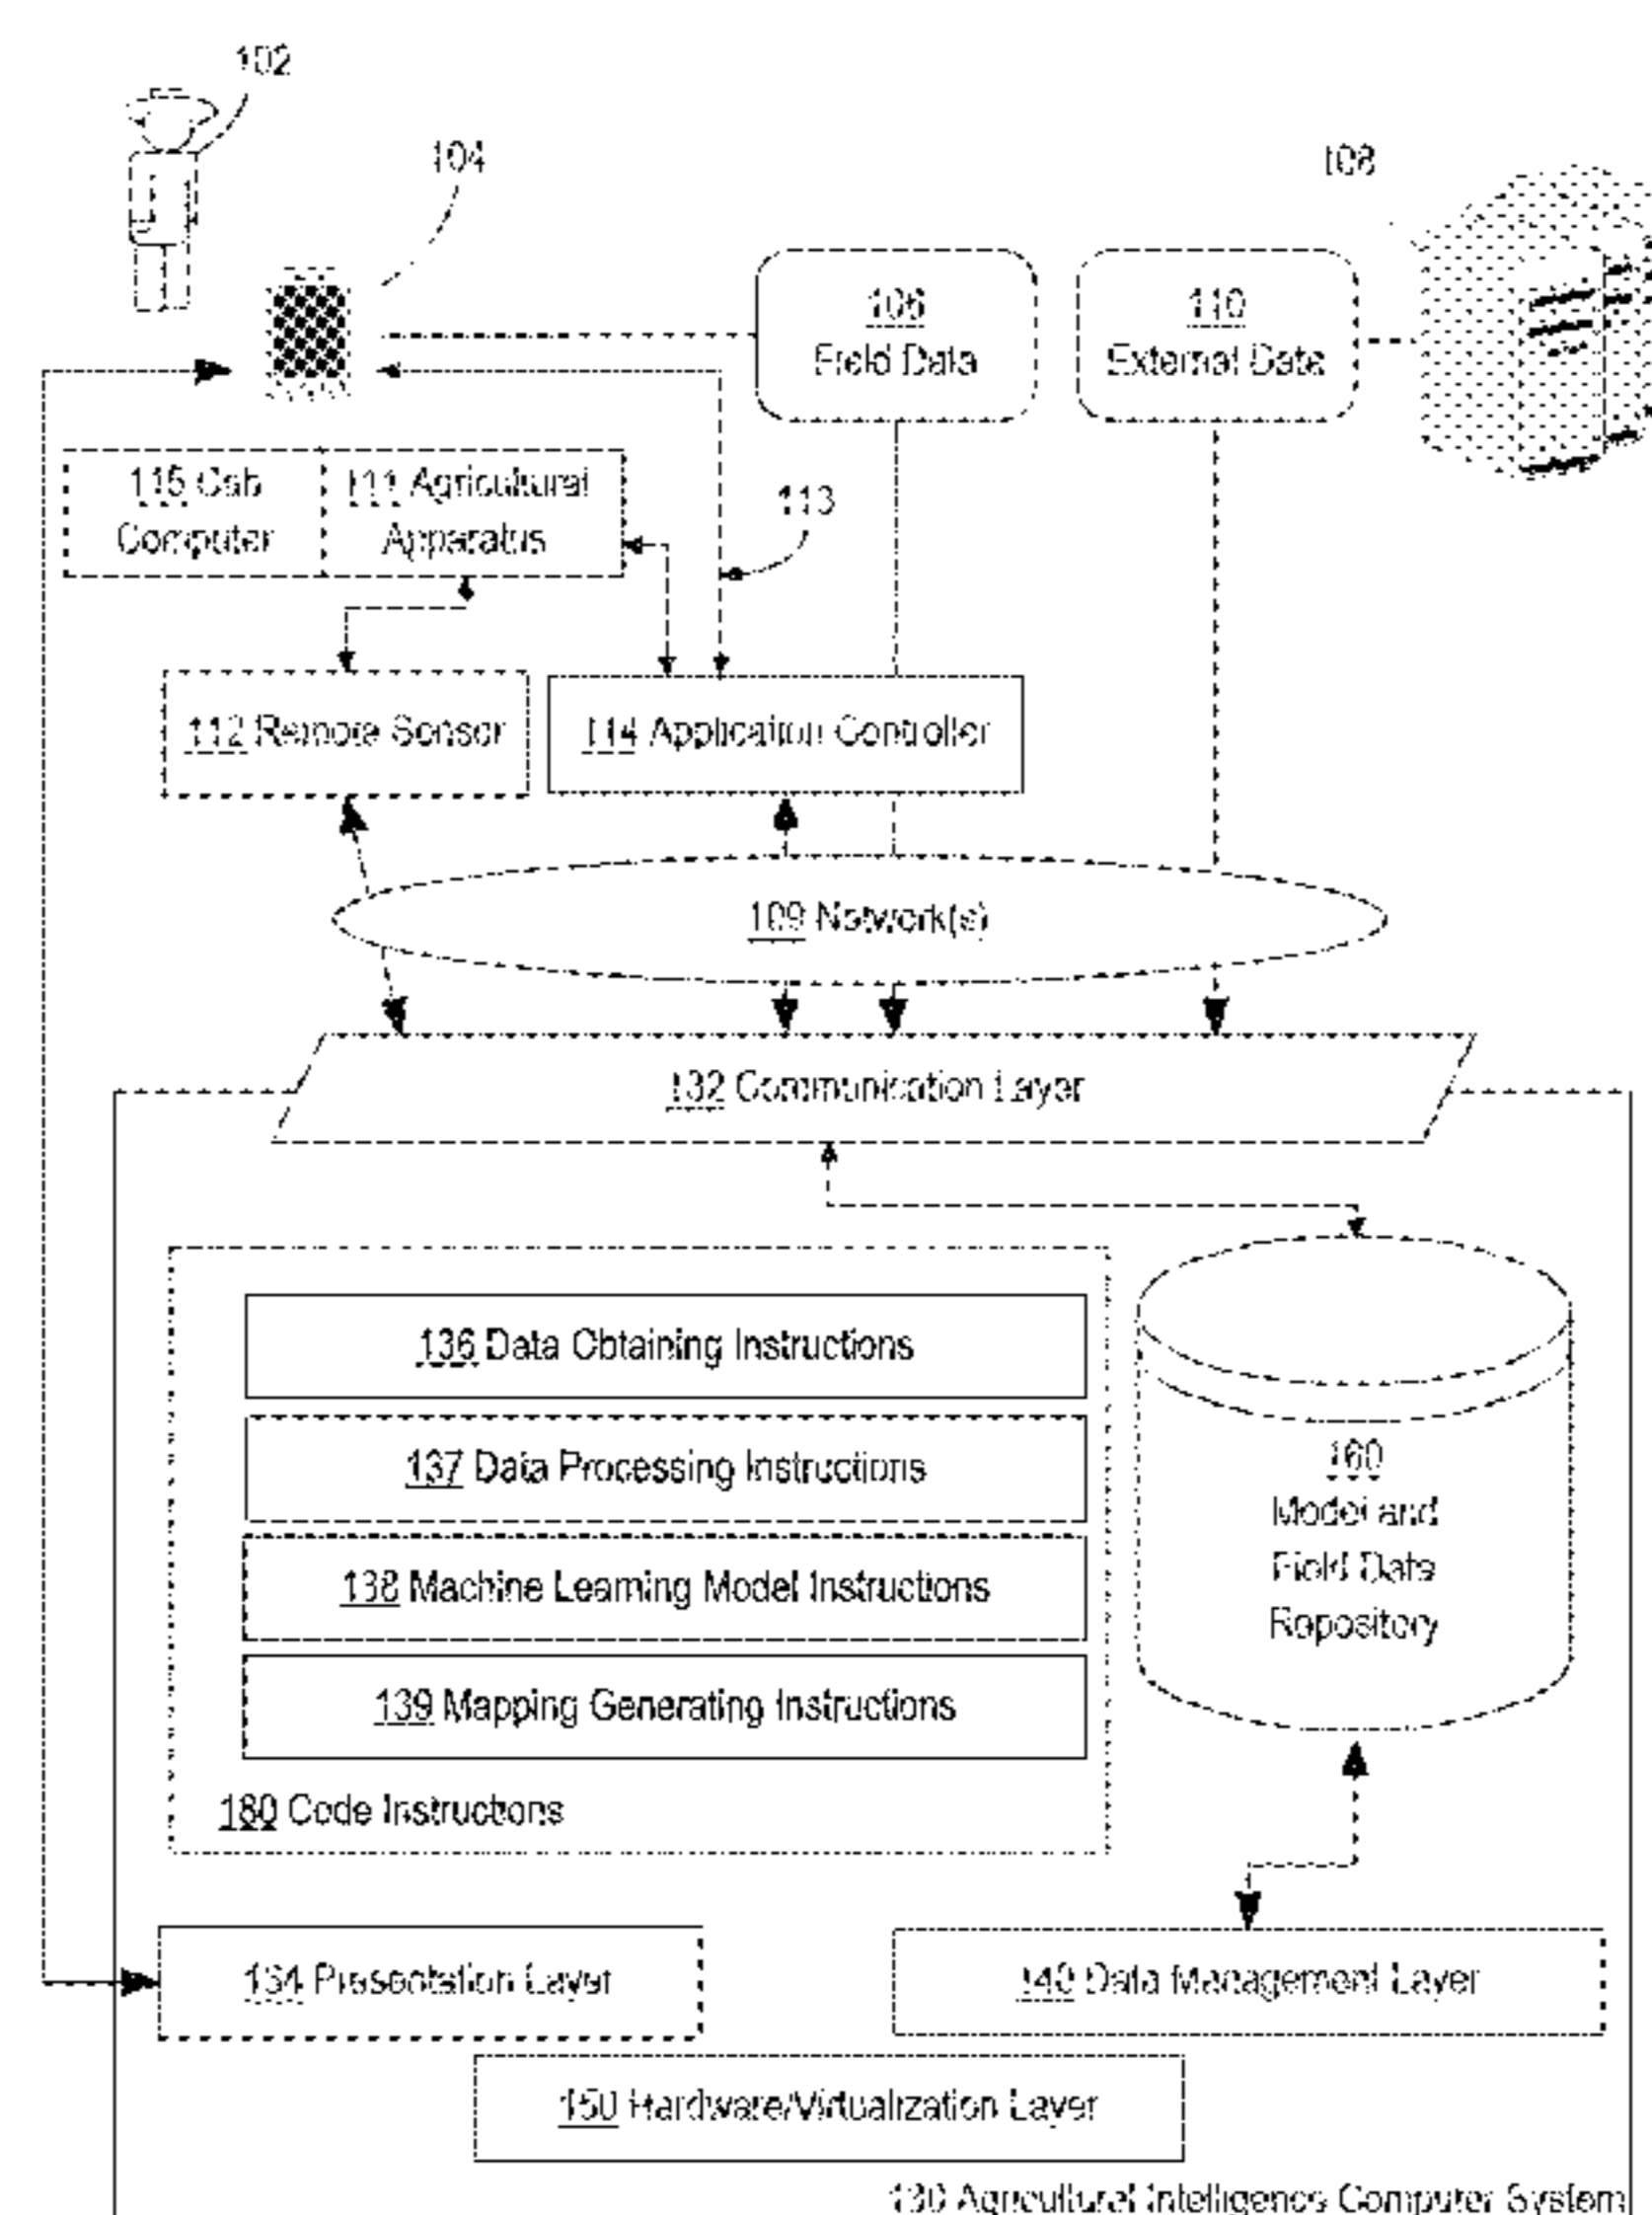 102
104
108
106
Field Data
110
External Data
115 Cab
Computer
111 Agricultural
Apparatus
113
112 Remote Sensor
114 Application Controller
109 Network(s)
132 Communication Layer
136 Data Obtaining Instructions
137 Data Processing Instructions
138 Machine Learning Model Instructions
139 Mapping Generating Instructions
180 Code Instructions
160
Model and
Field Data
Repository
134 Presentation Layer
140 Data Management Layer
150 Hardware/Virtualization Layer
130 Agricultural Intelligence Computer System